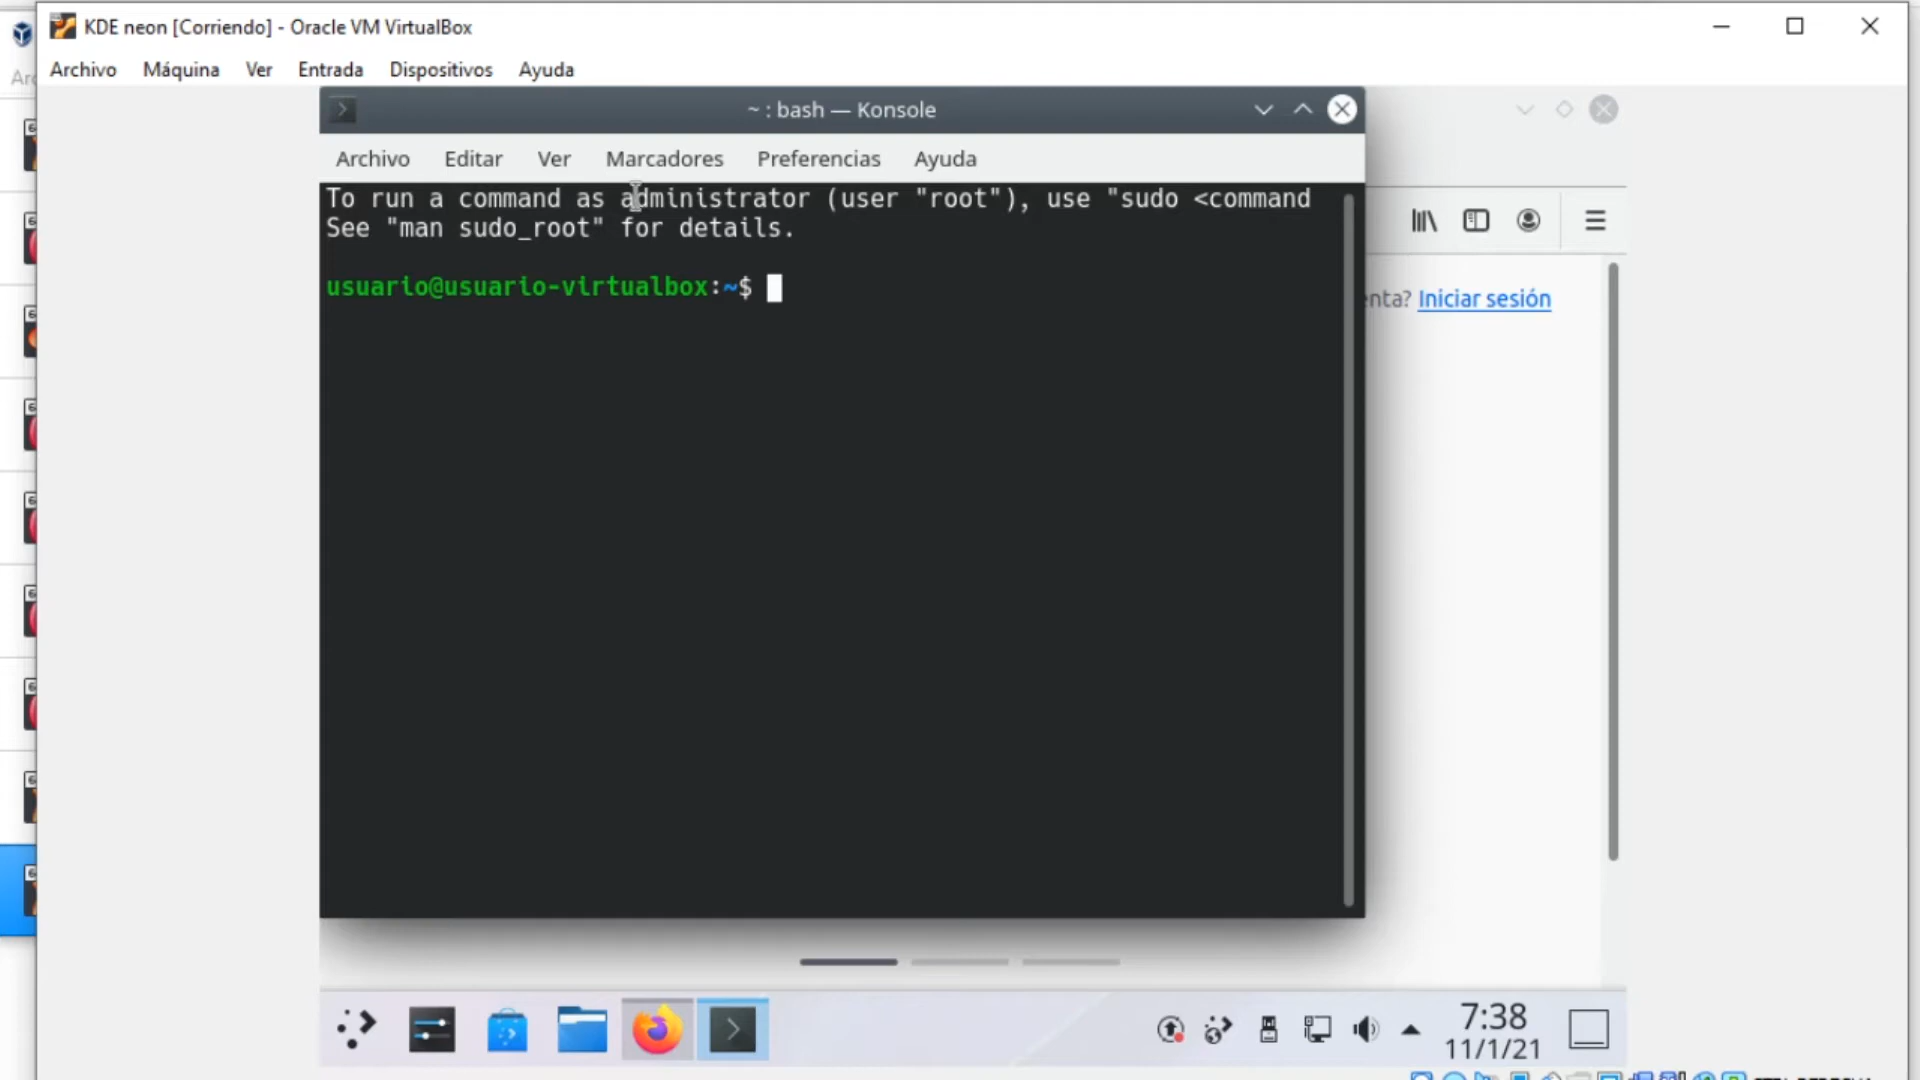 KDE neon [Corriendo] - Oracle VM VirtualBox
Archivo Máquina Ver Entrada Dispositivos Ayuda
~ : bash — Konsole
Archivo Editar Ver Marcadores Preferencias Ayuda
To run a command as administrator (user "root"), use "sudo <command
See "man sudo_root" for details.
usuario@usuario-virtualbox:~$
enta? Iniciar sesión
7:38
11/1/21